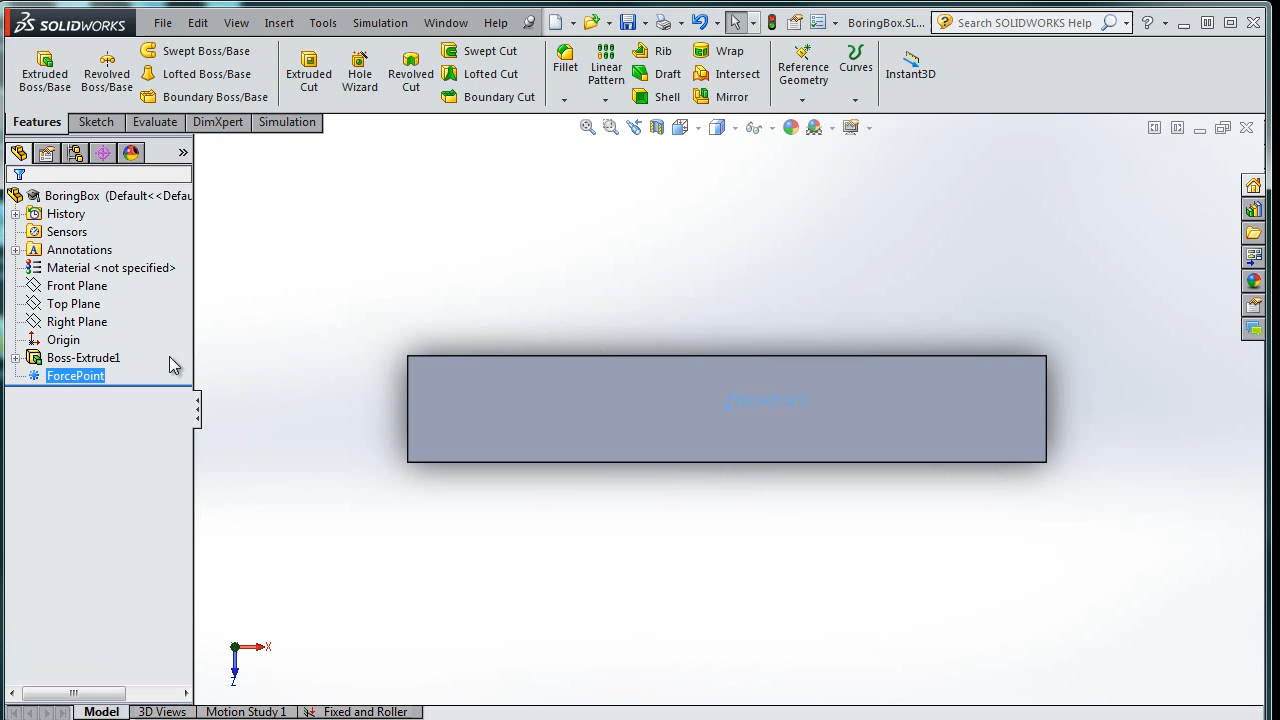 SOLIDWORKS File Edit View Insert Tools Simulation Window Help BoringBox.SL... Search SOLIDWORKS Help
Extruded Boss/Base
Revolved Boss/Base
Swept Boss/Base
Lofted Boss/Base
Boundary Boss/Base
Extruded Cut
Hole Wizard
Revolved Cut
Swept Cut
Lofted Cut
Boundary Cut
Fillet
Linear Pattern
Rib
Draft
Shell
Wrap
Intersect
Mirror
Reference Geometry
Curves
Instant3D
Features Sketch Evaluate DimXpert Simulation
BoringBox (Default<<Defau
History
Sensors
Annotations
Material <not specified>
Front Plane
Top Plane
Right Plane
Origin
Boss-Extrude1
ForcePoint
ForcePoint
X
Z
Model 3D Views Motion Study 1 Fixed and Roller